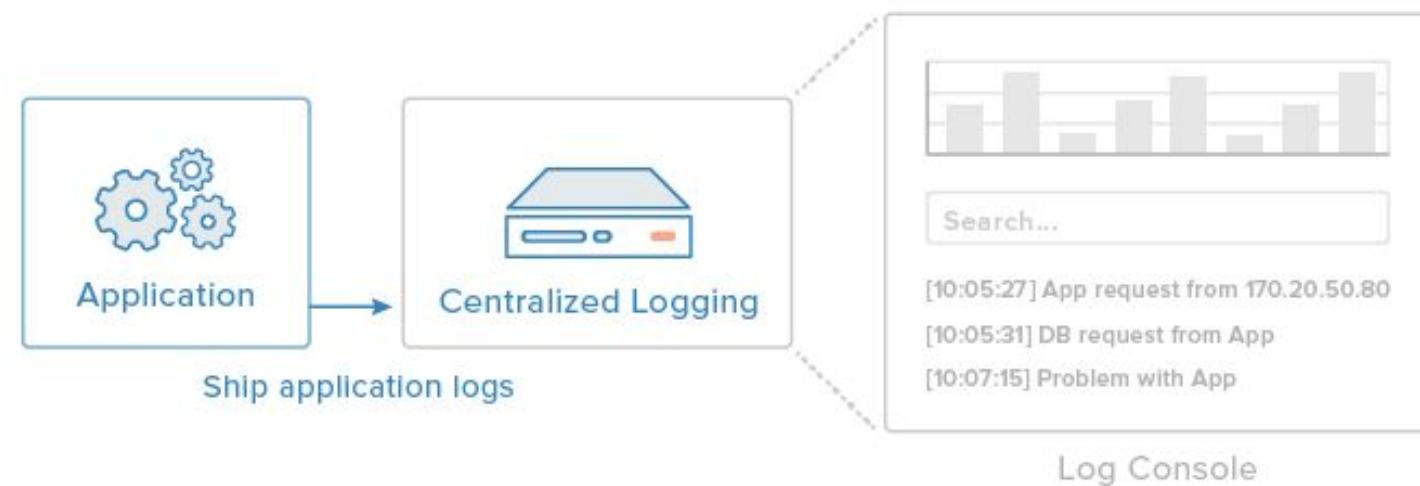 Application
Ship application logs
Centralized Logging
Search...
[10:05:27] App request from 170.20.50.80
[10:05:31] DB request from App
[10:07:15] Problem with App
Log Console